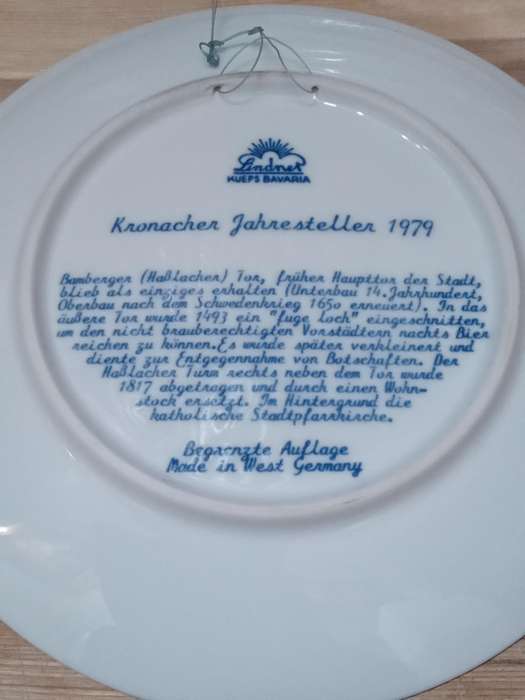 Lindner
KUEPS BAVARIA
Kronacher Jahresteller 1979
Bamberger (Haßlacher) Tor, früher Haupttor der Stadt,
blieb als einziges erhalten (Unterbau 14.Jahrhundert,
Oberbau nach dem Schwedenkrieg 1650 erneuert). In das
äußere Tor wurde 1493 ein "fuge Loch" eingeschnitten,
um den nicht brauberechtigten Vorstädtern nachts Bier
reichen zu können.Es wurde später verkleinert und
diente zur Entgegennahme von Botschaften. Der
Haßlacher Turm rechts neben dem Tor wurde
1817 abgetragen und durch einen Wohn-
stock ersetzt. Im Hintergrund die
katholische Stadtpfarrkirche.
Begrenzte Auflage
Made in West Germany